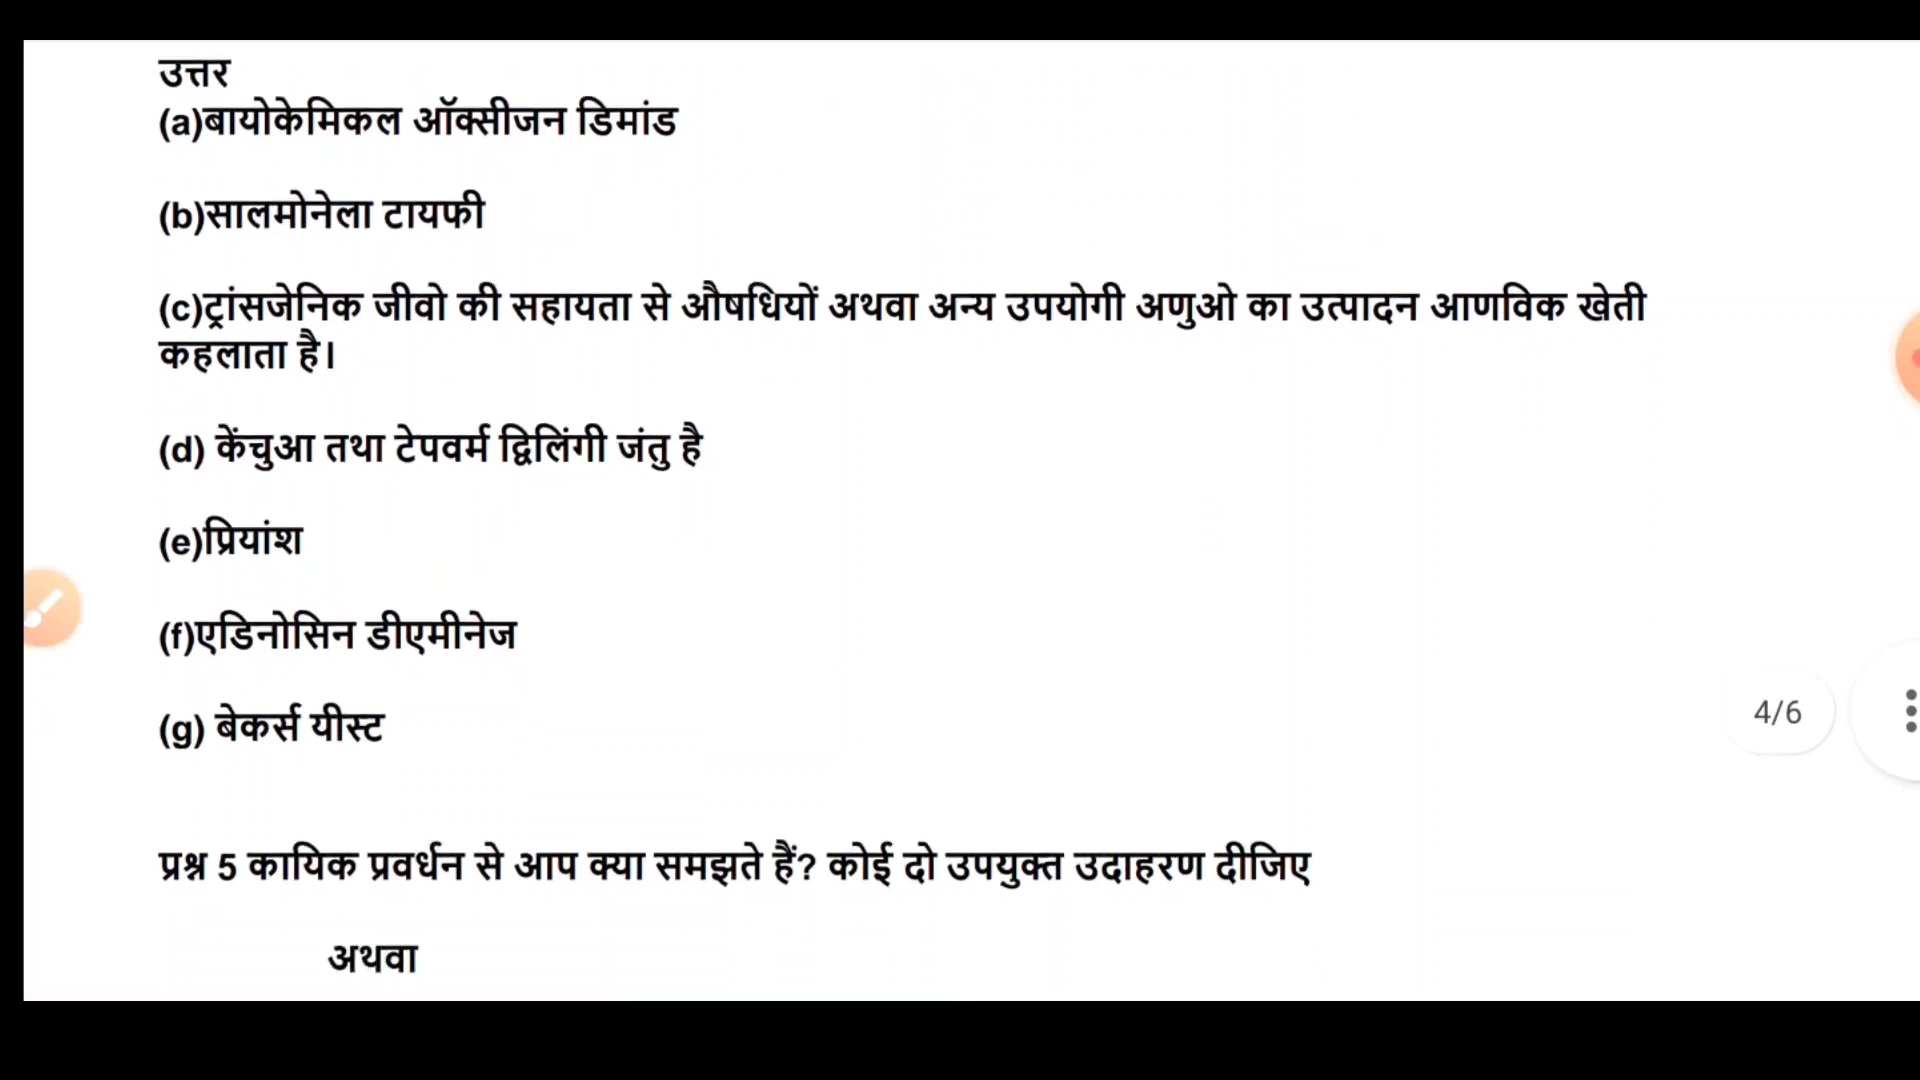 उत्तर
(a)बायोकेमिकल ऑक्सीजन डिमांड
(b)सालमोनेला टायफी
(c)ट्रांसजेनिक जीवो की सहायता से औषधियों अथवा अन्य उपयोगी अणुओ का उत्पादन आणविक खेती
कहलाता है।
(d) केंचुआ तथा टेपवर्म द्विलिंगी जंतु है
(e)प्रियांश
(f)एडिनोसिन डीएमीनेज
(g) बेकर्स यीस्ट
4/6
प्रश्न 5 कायिक प्रवर्धन से आप क्या समझते हैं? कोई दो उपयुक्त उदाहरण दीजिए
अथवा